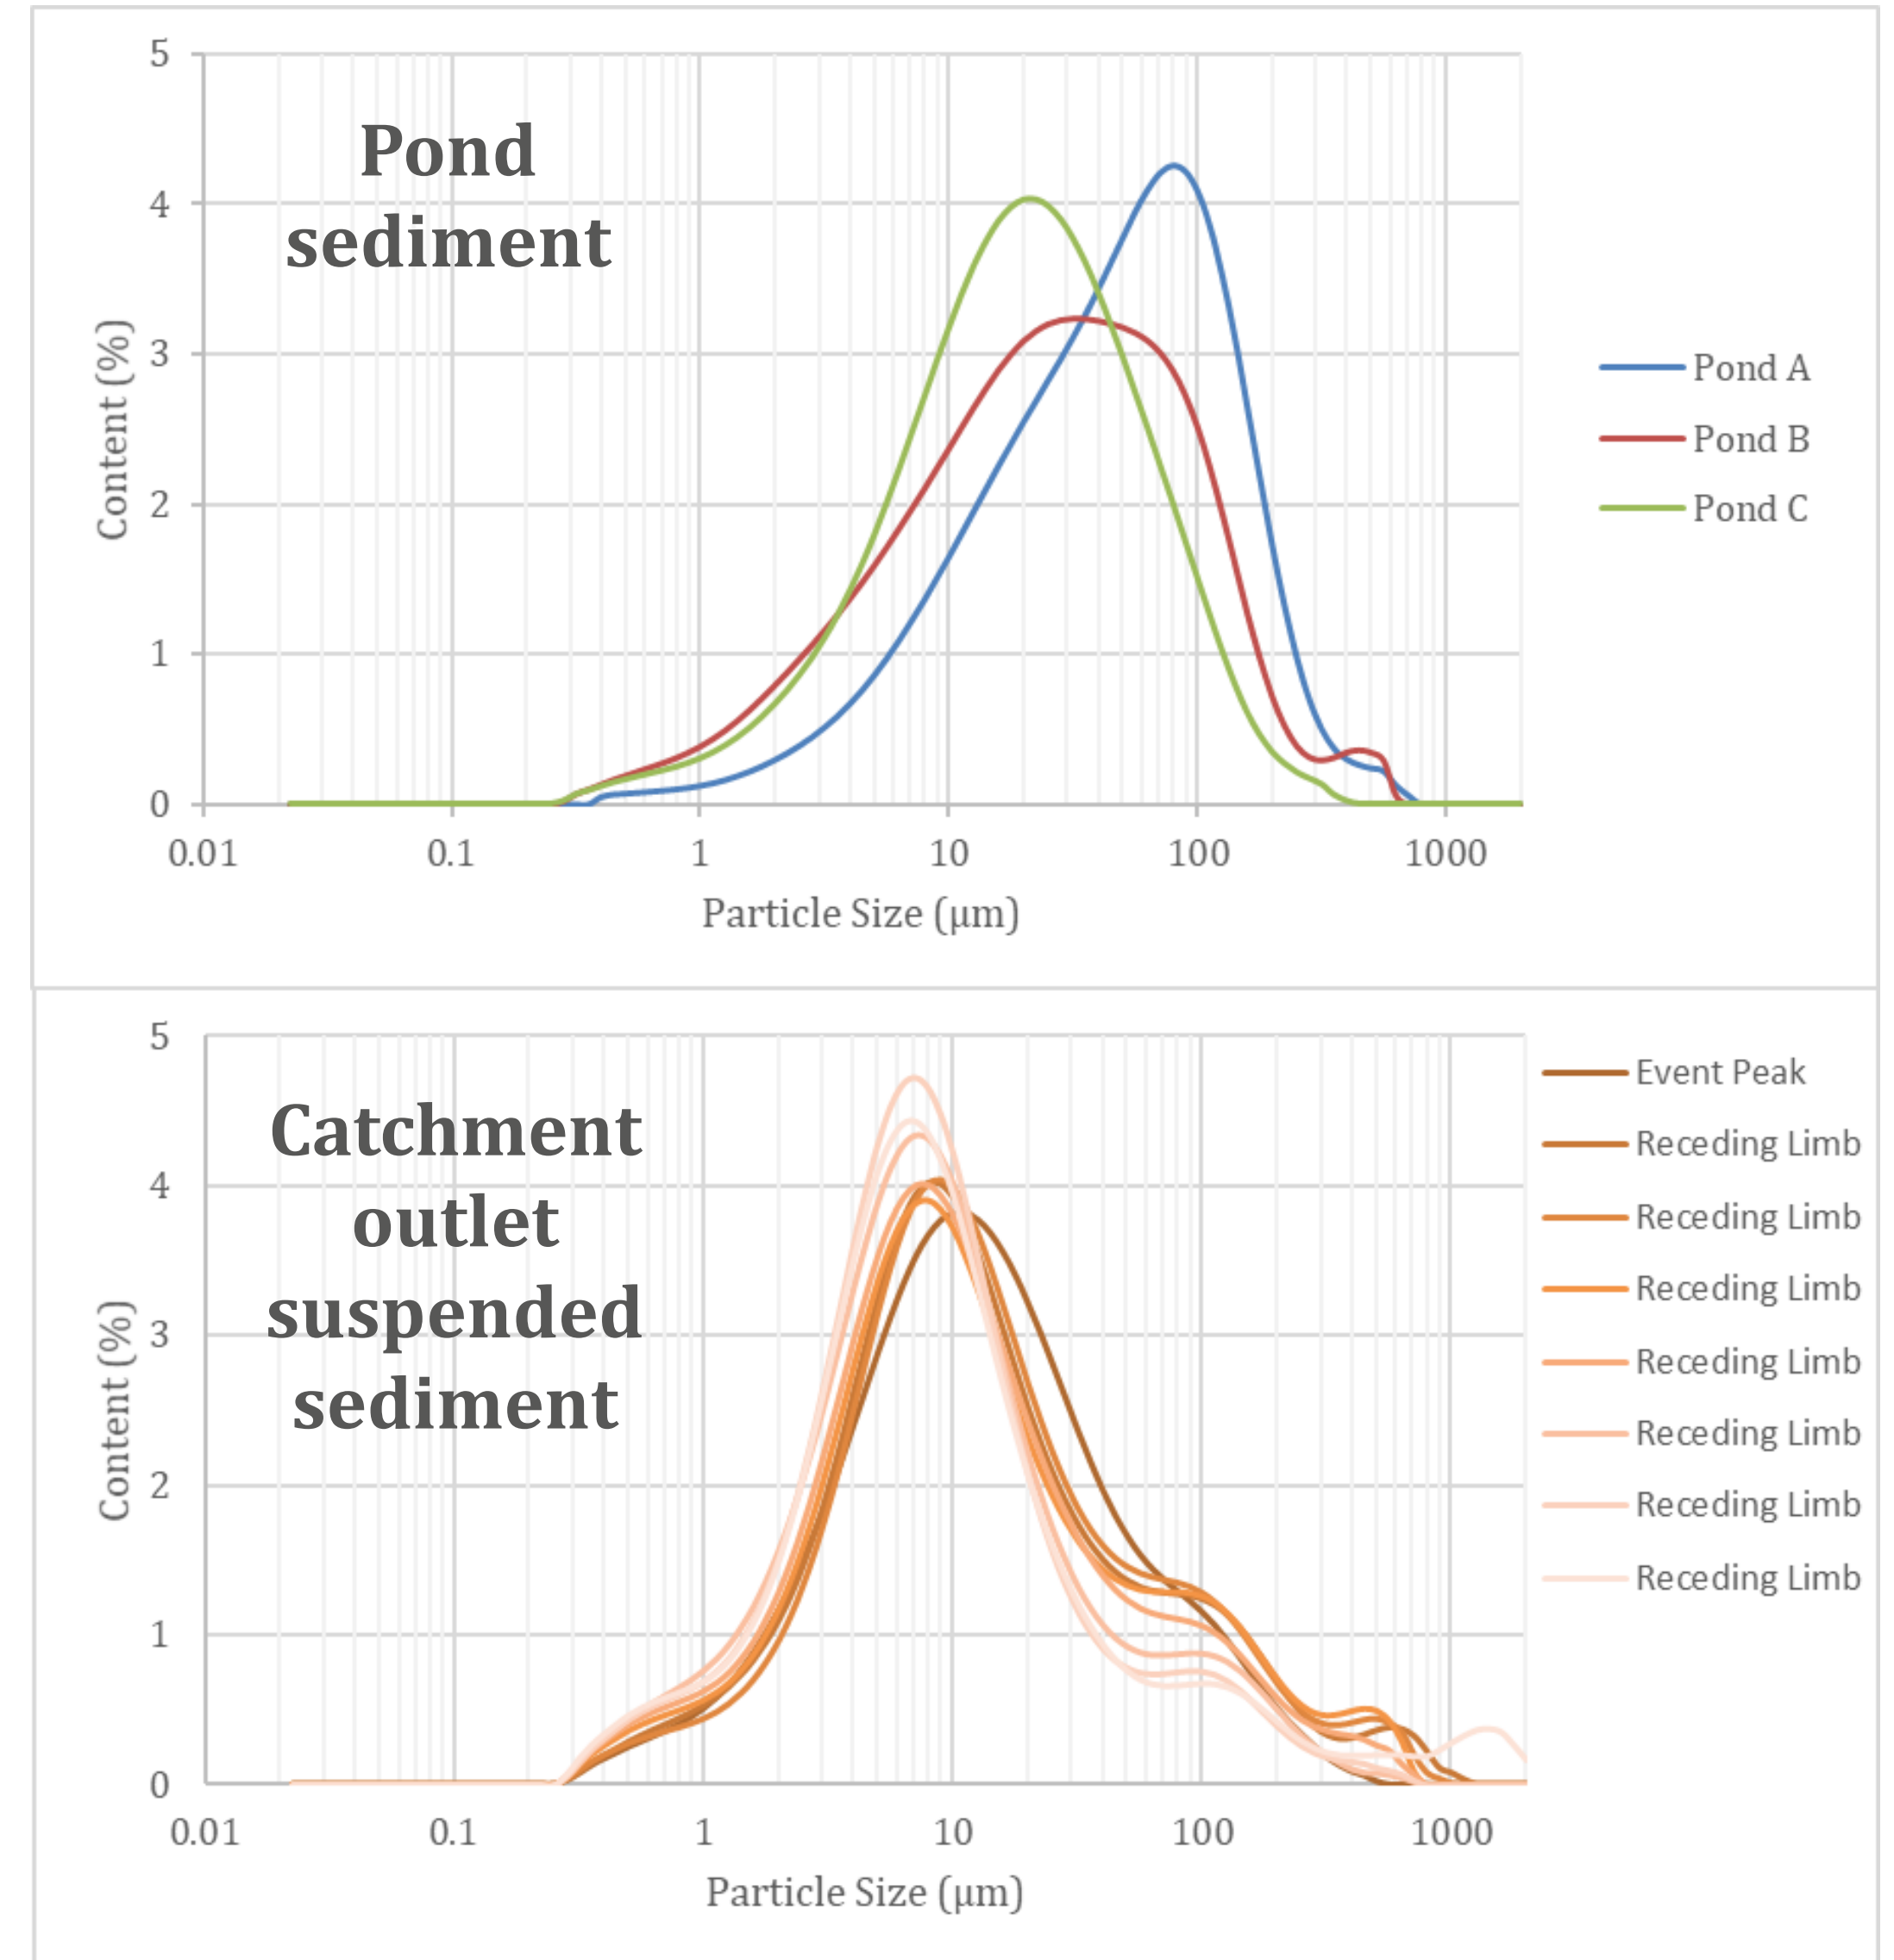 5
4
3
2
1
0
Content (%)
Pond
sediment
0.01 0.1 1 10 100 1000
Particle Size (µm)
Pond A
Pond B
Pond C
5
4
3
2
1
0
Content (%)
Catchment
outlet
suspended
sediment
0.01 0.1 1 10 100 1000
Particle Size (µm)
Event Peak
Receding Limb
Receding Limb
Receding Limb
Receding Limb
Receding Limb
Receding Limb
Receding Limb